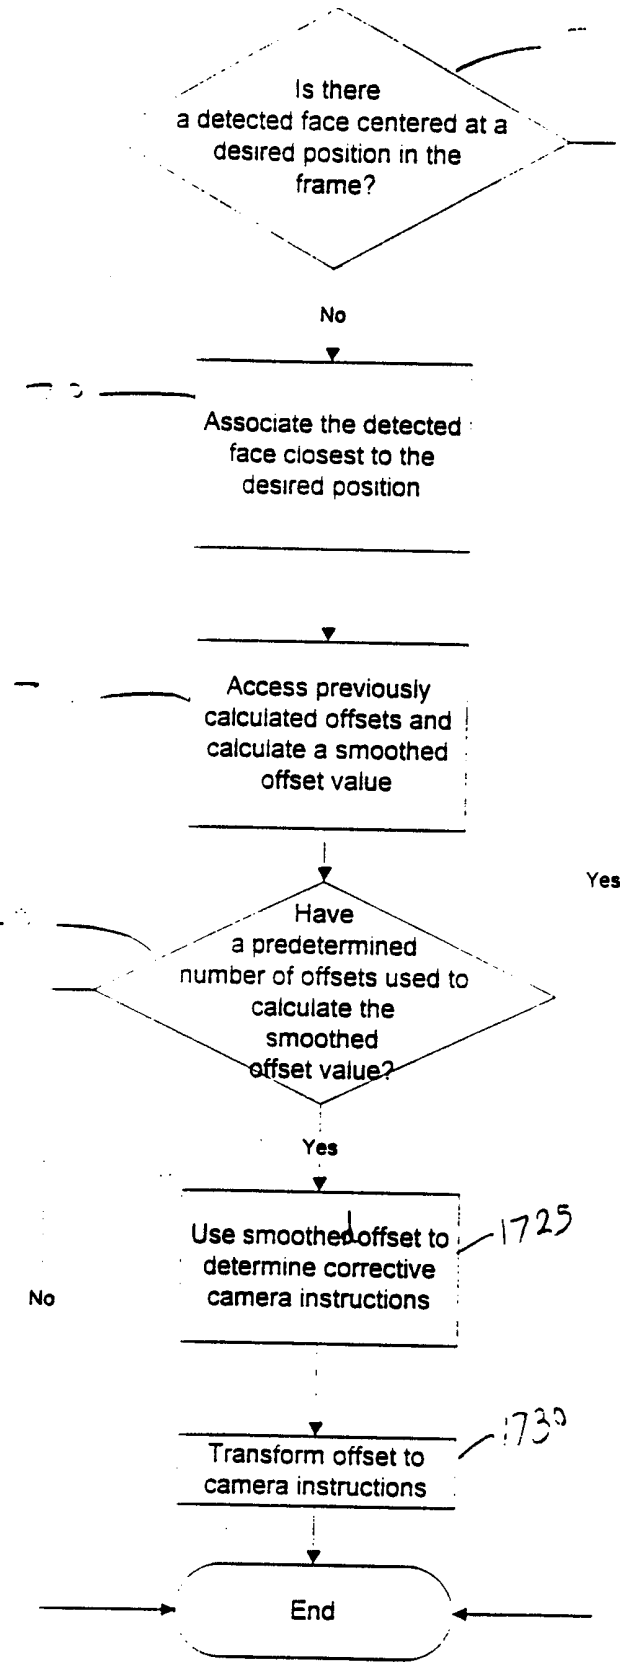 Is there
a detected face centered at a
desired position in the
frame?
No
Associate the detected
face closest to the
desired position
Access previously
calculated offsets and
calculate a smoothed
offset value
Yes
Have
a predetermined
number of offsets used to
calculate the
smoothed
offset value?
Yes
Use smoothed offset to
determine corrective
camera instructions
1725
No
Transform offset to
camera instructions
1730
End